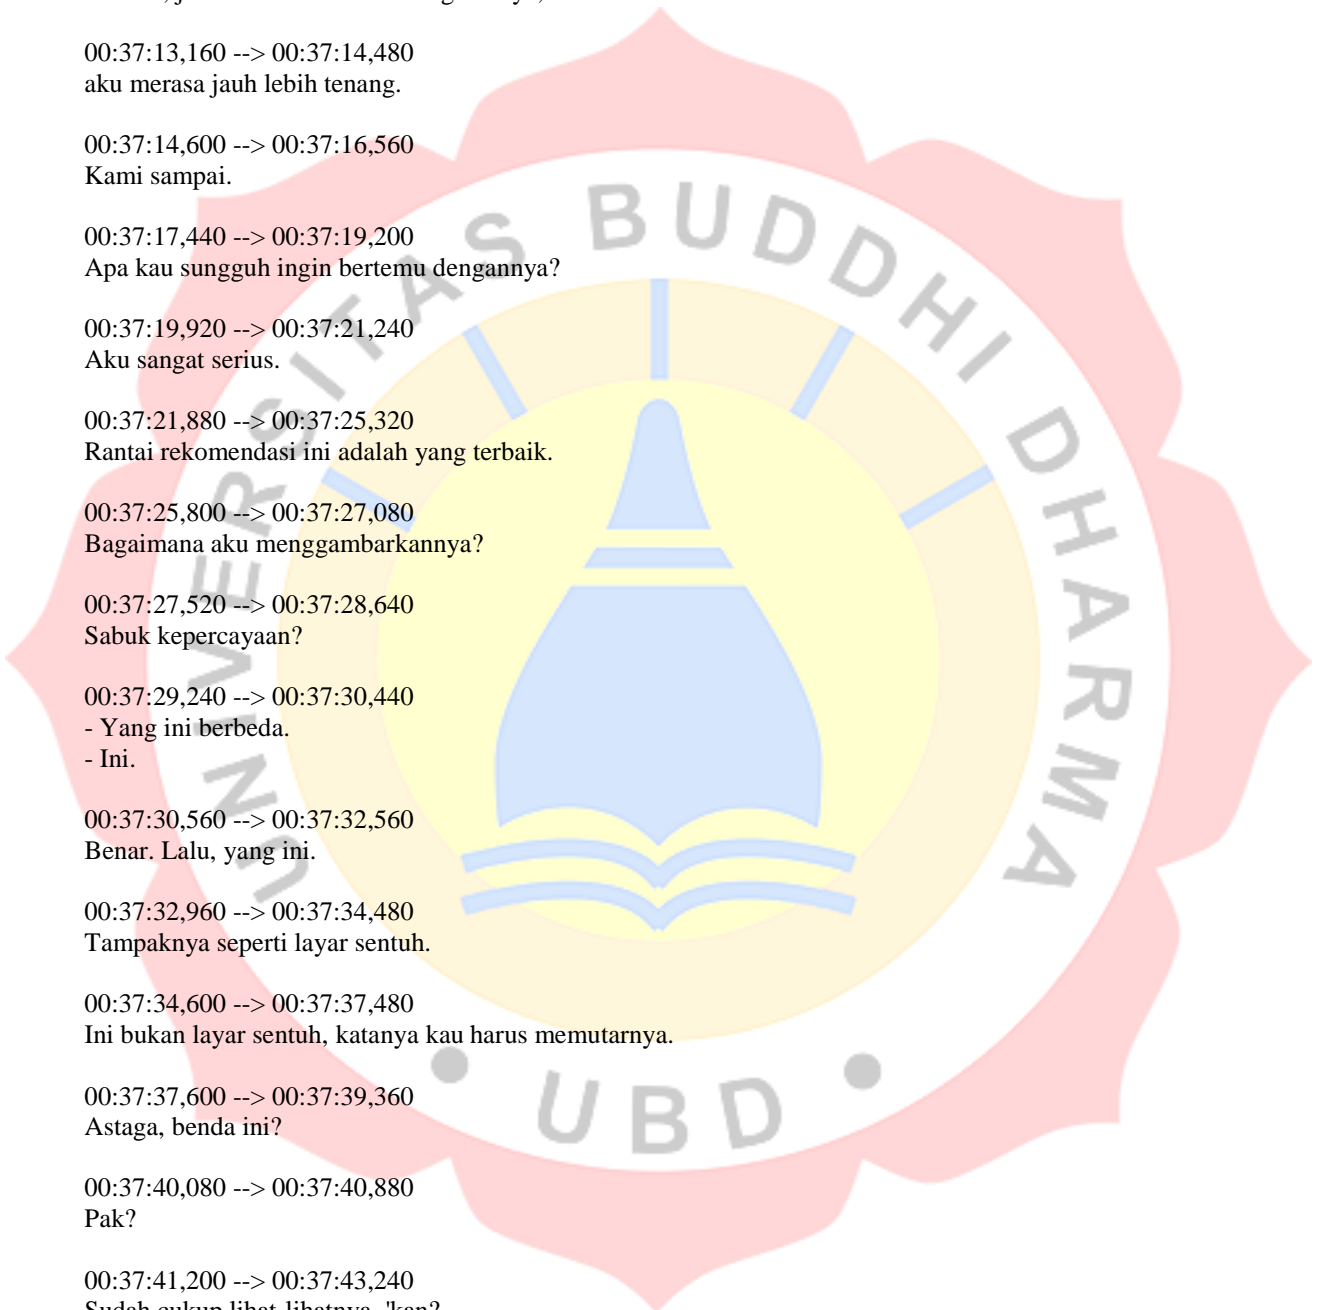 00:37:13,160 --> 00:37:14,480
aku merasa jauh lebih tenang.
00:37:14,600 --> 00:37:16,560
Kami sampai.
00:37:17,440 --> 00:37:19,200
Apa kau sungguh ingin bertemu dengannya?
00:37:19,920 --> 00:37:21,240
Aku sangat serius.
00:37:21,880 --> 00:37:25,320
Rantai rekomendasi ini adalah yang terbaik.
00:37:25,800 --> 00:37:27,080
Bagaimana aku menggambarkannya?
00:37:27,520 --> 00:37:28,640
Sabuk kepercayaan?
00:37:29,240 --> 00:37:30,440
- Yang ini berbeda.
- Ini.
00:37:30,560 --> 00:37:32,560
Benar. Lalu, yang ini.
00:37:32,960 --> 00:37:34,480
Tampaknya seperti layar sentuh.
00:37:34,600 --> 00:37:37,480
Ini bukan layar sentuh, katanya kau harus memutarnya.
00:37:37,600 --> 00:37:39,360
Astaga, benda ini?
00:37:40,080 --> 00:37:40,880
Pak?
00:37:41,200 --> 00:37:43,240
Sudah cukup lihat-lihatnya, 'kan?
UNIVERSITAS BUDDHI DHARMA
• UBD •